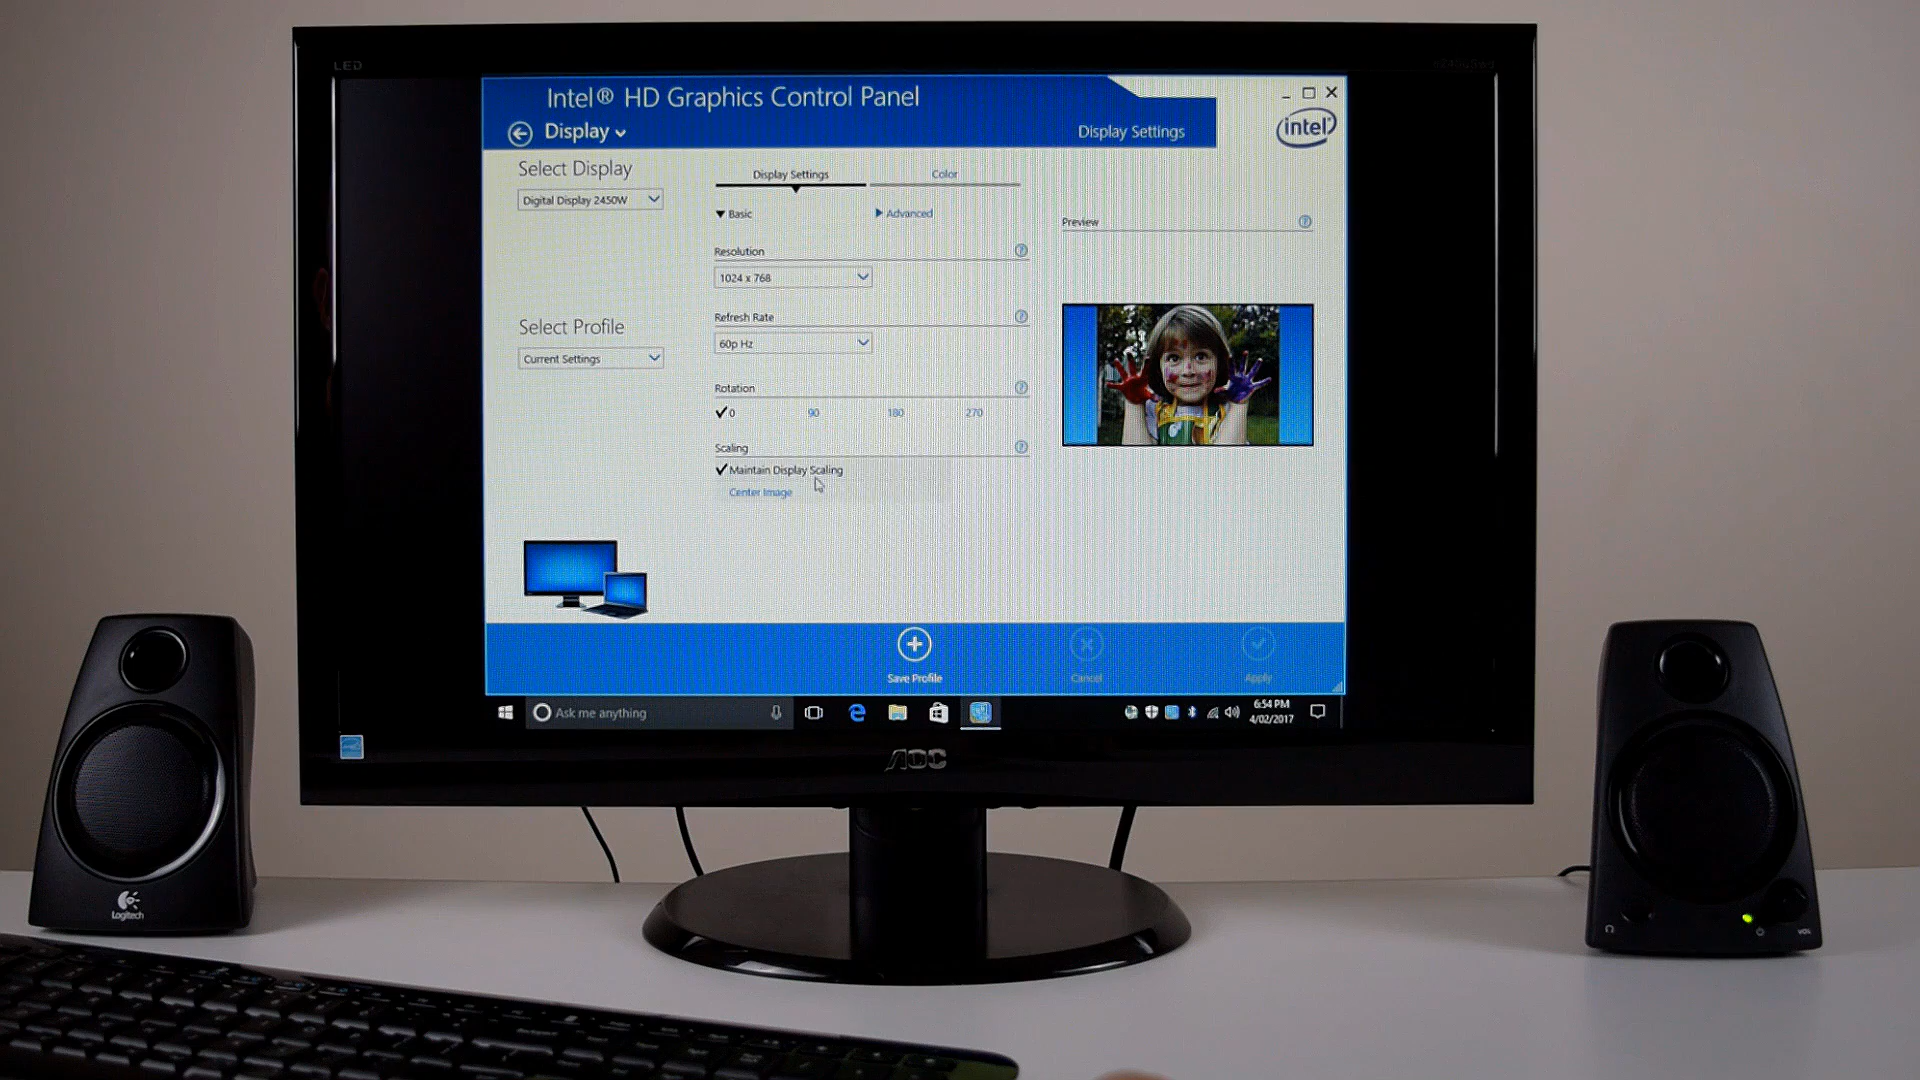 LED
Intel® HD Graphics Control Panel
Display
Display Settings
intel
Select Display
Digital Display 2450W
Display Settings
Color
Basic
Advanced
Preview
Resolution
1024 x 768
Refresh Rate
60p Hz
Select Profile
Current Settings
Rotation
0
90
180
270
Scaling
Maintain Display Scaling
Center Image
Save Profile
Cancel
Apply
Ask me anything
6:54 PM
4/02/2017
AOC
Logitech
VOL